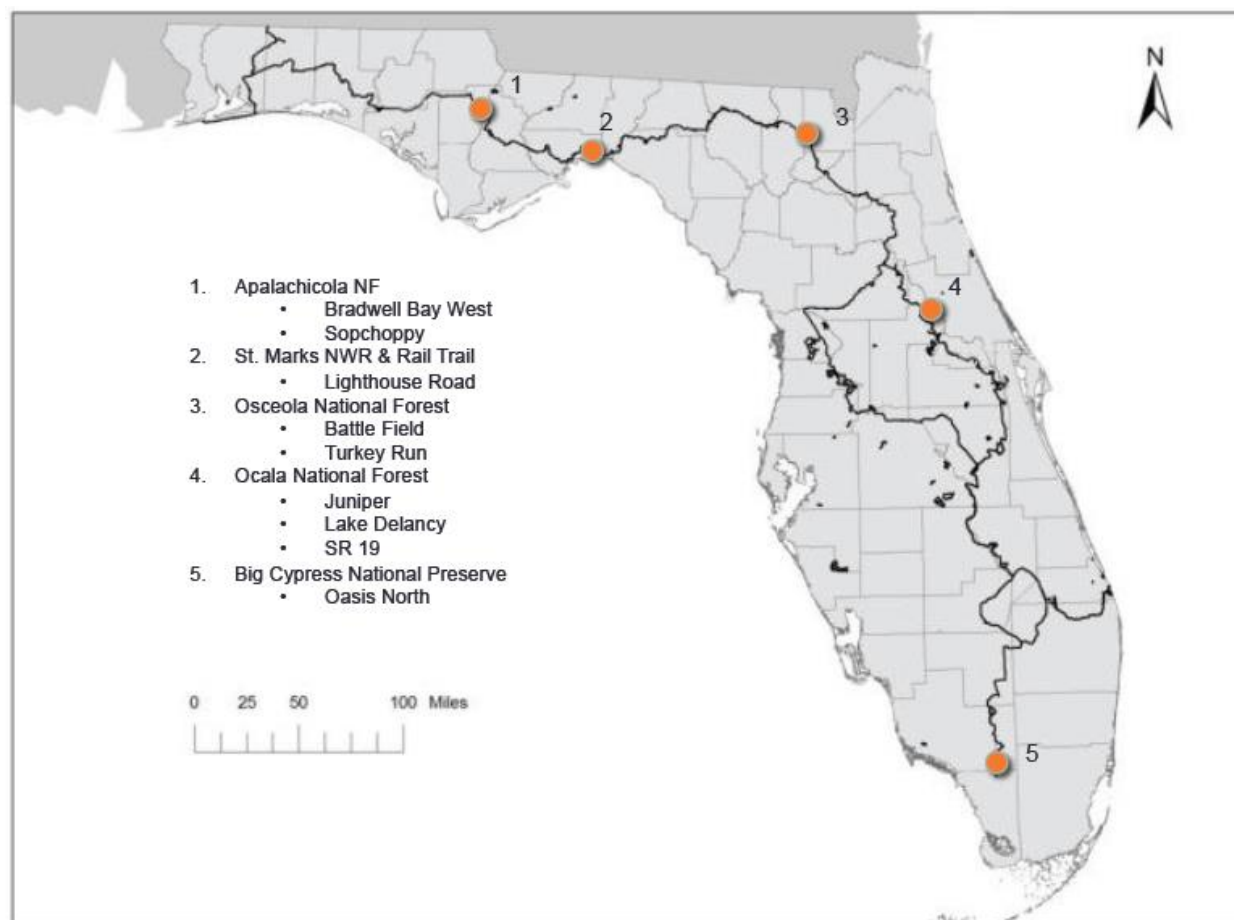 N
1
2
3
4
5
1. Apalachicola NF
• Bradwell Bay West
• Sopchoppy
2. St. Marks NWR & Rail Trail
• Lighthouse Road
3. Osceola National Forest
• Battle Field
• Turkey Run
4. Ocala National Forest
• Juniper
• Lake Delancy
• SR 19
5. Big Cypress National Preserve
• Oasis North
0 25 50 100 Miles